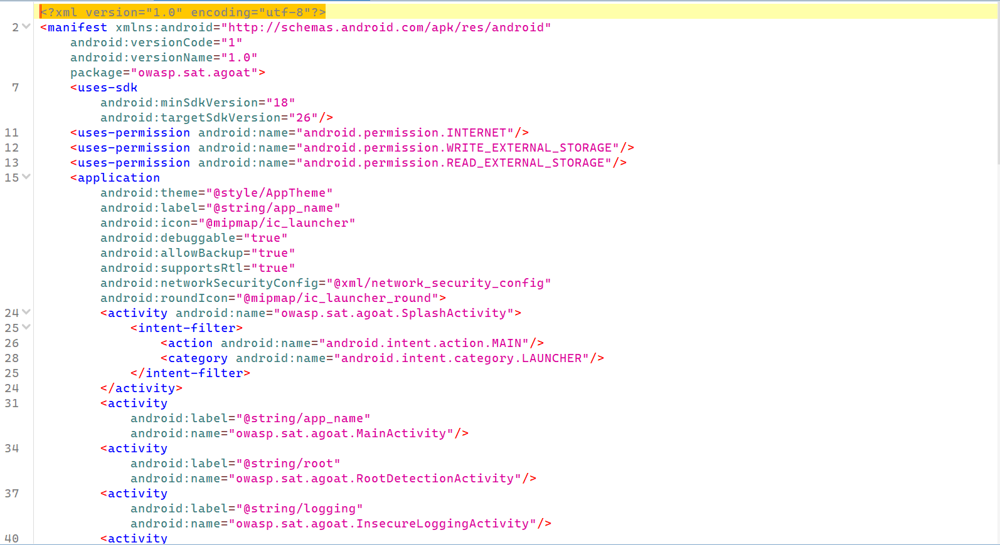 <?xml version="1.0" encoding="utf-8"?>
2 <manifest xmlns:android="http://schemas.android.com/apk/res/android"
android:versionCode="1"
android:versionName="1.0"
package="owasp.sat.agoat">
7 <uses-sdk
android:minSdkVersion="18"
android:targetSdkVersion="26"/>
11 <uses-permission android:name="android.permission.INTERNET"/>
12 <uses-permission android:name="android.permission.WRITE_EXTERNAL_STORAGE"/>
13 <uses-permission android:name="android.permission.READ_EXTERNAL_STORAGE"/>
15 <application
android:theme="@style/AppTheme"
android:label="@string/app_name"
android:icon="@mipmap/ic_launcher"
android:debuggable="true"
android:allowBackup="true"
android:supportsRtl="true"
android:networkSecurityConfig="@xml/network_security_config"
android:roundIcon="@mipmap/ic_launcher_round">
24 <activity android:name="owasp.sat.agoat.SplashActivity">
25 <intent-filter>
26 <action android:name="android.intent.action.MAIN"/>
28 <category android:name="android.intent.category.LAUNCHER"/>
25 </intent-filter>
24 </activity>
31 <activity
android:label="@string/app_name"
android:name="owasp.sat.agoat.MainActivity"/>
34 <activity
android:label="@string/root"
android:name="owasp.sat.agoat.RootDetectionActivity"/>
37 <activity
android:label="@string/logging"
android:name="owasp.sat.agoat.InsecureLoggingActivity"/>
40 <activity